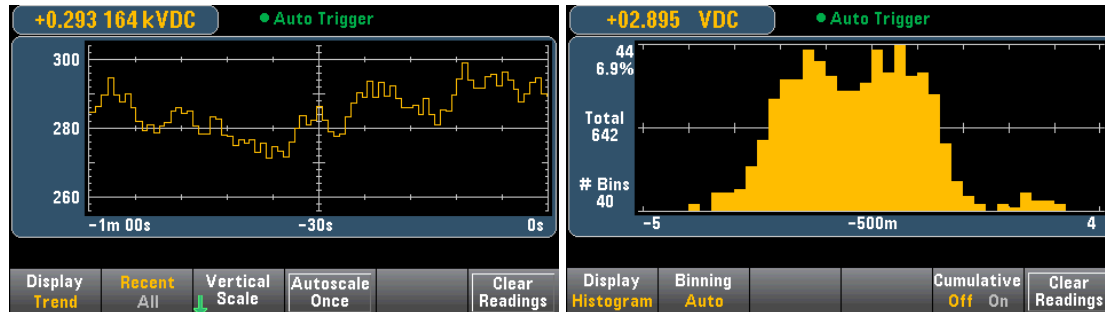 +0.293 164 kVDC
Auto Trigger
300
280
260
-1m 00s
-30s
0s
Display
Trend
Recent
All
Vertical
Scale
Autoscale
Once
Clear
Readings
+02.895 VDC
Auto Trigger
44
6.9%
Total
642
# Bins
40
-5
-500m
4
Display
Histogram
Binning
Auto
Cumulative
Off On
Clear
Readings